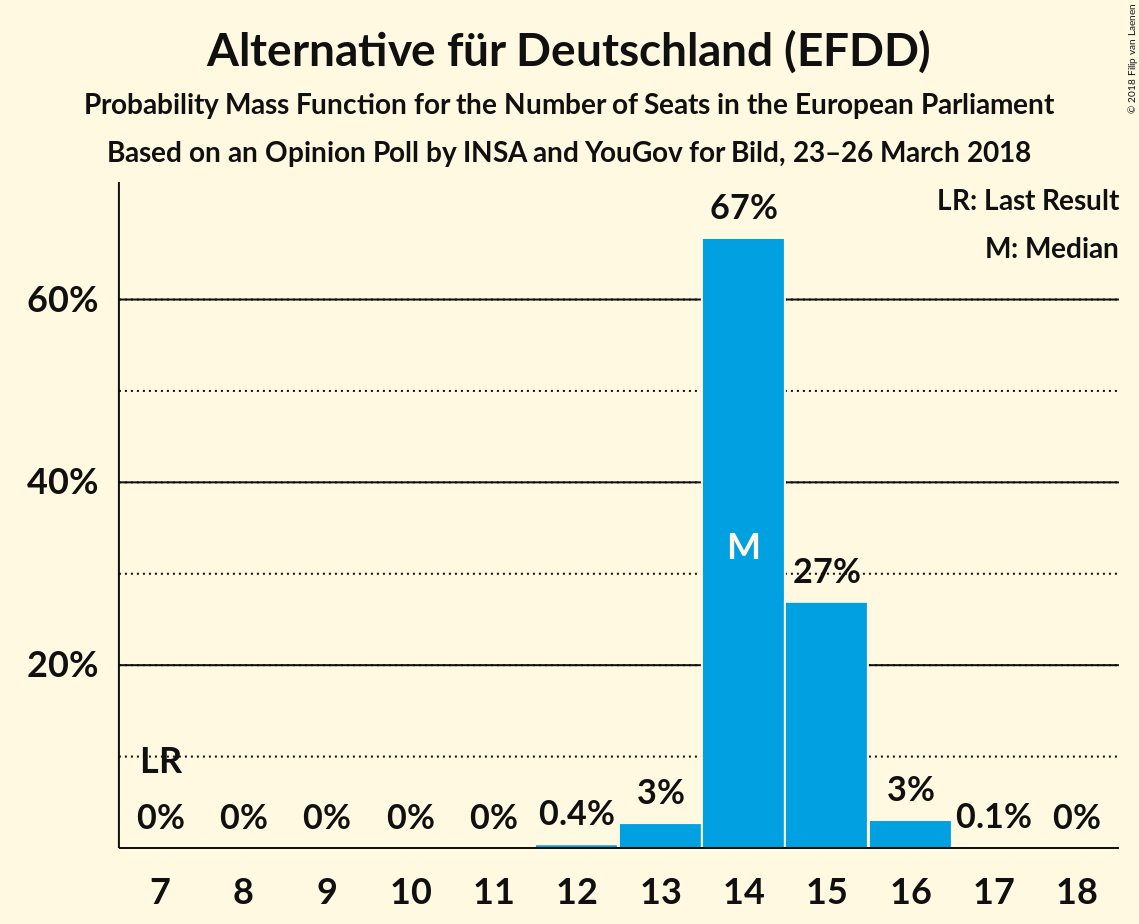 Alternative für Deutschland (EFDD)
Probability Mass Function for the Number of Seats in the European Parliament
Based on an Opinion Poll by INSA and YouGov for Bild, 23–26 March 2018
© 2018 Filip van Laenen
LR: Last Result
M: Median
67%
60%
40%
M
27%
20%
LR
0% 0% 0% 0% 0% 0.4% 3% 3% 0.1% 0%
7 8 9 10 11 12 13 14 15 16 17 18